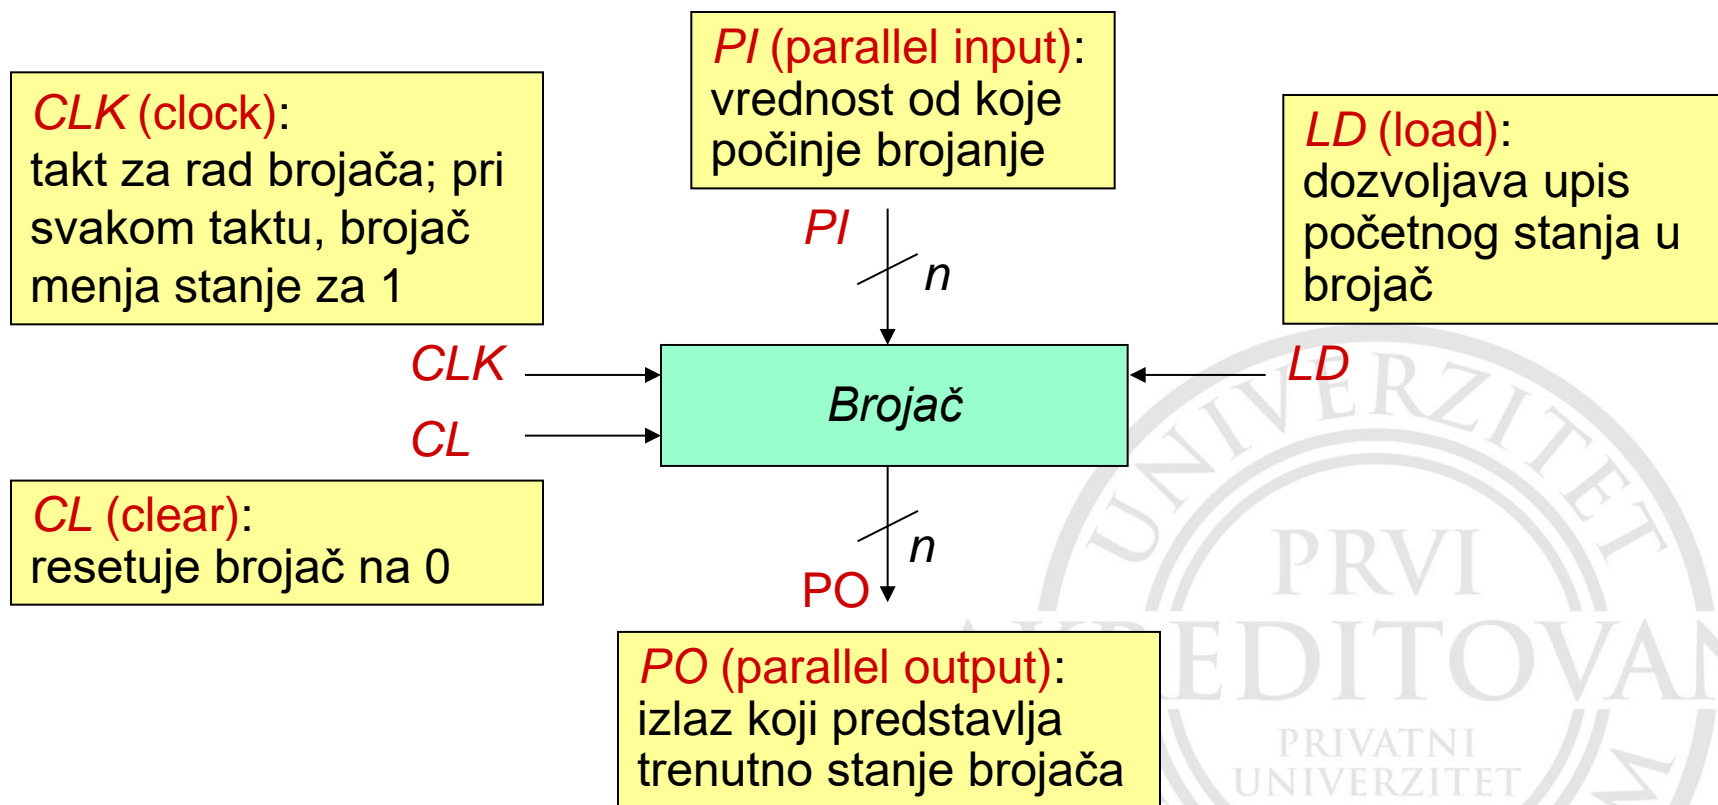 PI (parallel input):
vrednost od koje
počinje brojanje
CLK (clock):
takt za rad brojača; pri
svakom taktu, brojač
menja stanje za 1
LD (load):
dozvoljava upis
početnog stanja u
brojač
PI
n
CLK
LD
Brojač
CL
CL (clear):
resetuje brojač na 0
n
PO
PO (parallel output):
izlaz koji predstavlja
trenutno stanje brojača
UNIVERZITET
PRVI
KREDITOVAN
PRIVATNI
UNIVERZITET